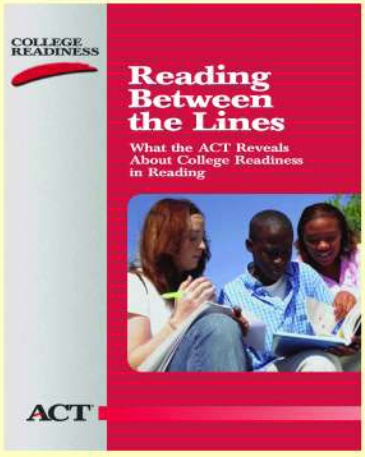 COLLEGE
READINESS
Reading
Between
the Lines
What the ACT Reveals
About College Readiness
in Reading
ACT